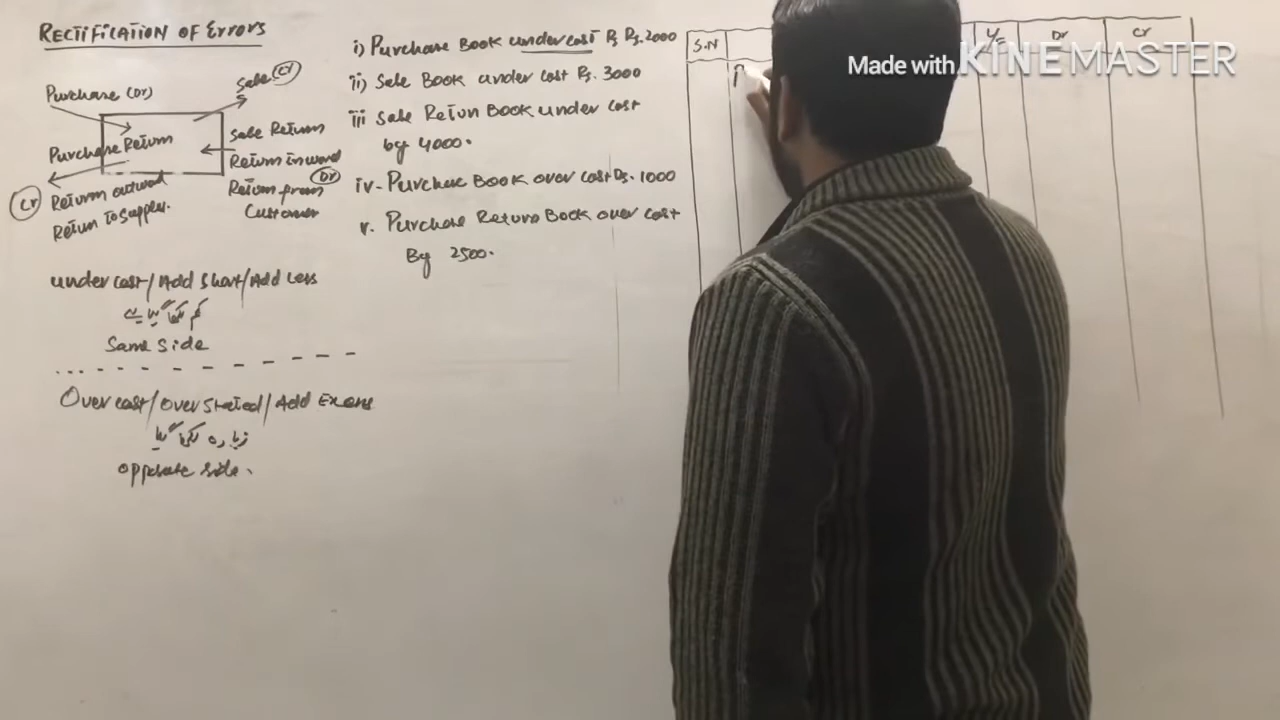 RECTIFICATION OF ERRORS
Purchase (Dr)
Sale (Cr)
Purchase Return
(Cr) Return outward
Return To Supplier.
Sale Return
Return Inward
(Dr)
Return from
Customer
under cast/Add Short/Add Less
کم لکھا گیا ہے
Same Side
Over cast/Over Stated/Add Excess
زیادہ لکھا گیا
opposite side.
i) Purchase Book under cast Rs.2000
ii) Sale Book under cast Rs. 3000
iii Sale Return Book under cast
by 4000.
iv- Purchase Book over cast Rs. 1000
v. Purchase Return Book over cast
By 2500.
S.N
Dr
Cr
Made with KINEMASTER